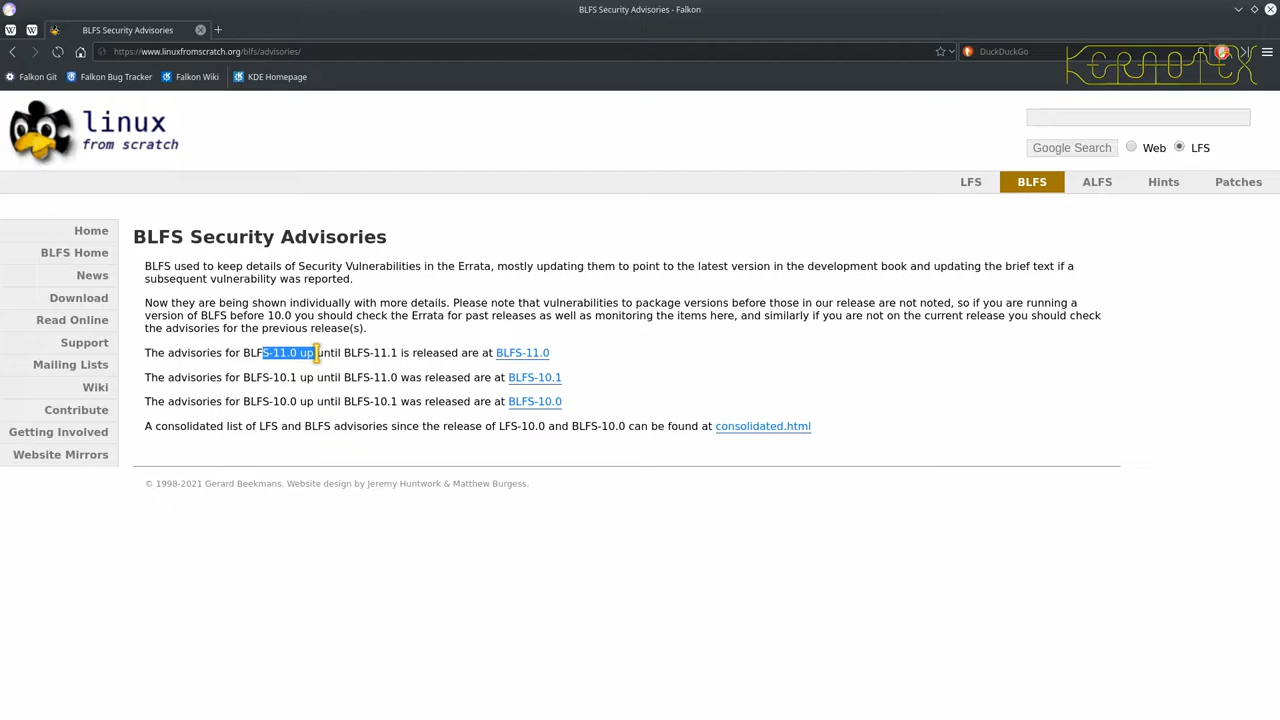 BLFS Security Advisories - Falkon
BLFS Security Advisories
https://www.linuxfromscratch.org/blfs/advisories/
DuckDuckGo
Falkon Git
Falkon Bug Tracker
Falkon Wiki
KDE Homepage
linux
from scratch
Google Search
Web
LFS
LFS
BLFS
ALFS
Hints
Patches
Home
BLFS Home
News
Download
Read Online
Support
Mailing Lists
Wiki
Contribute
Getting Involved
Website Mirrors
BLFS Security Advisories
BLFS used to keep details of Security Vulnerabilities in the Errata, mostly updating them to point to the latest version in the development book and updating the brief text if a
subsequent vulnerability was reported.
Now they are being shown individually with more details. Please note that vulnerabilities to package versions before those in our release are not noted, so if you are running a
version of BLFS before 10.0 you should check the Errata for past releases as well as monitoring the items here, and similarly if you are not on the current release you should check
the advisories for the previous release(s).
The advisories for BLFS-11.0 up until BLFS-11.1 is released are at BLFS-11.0
The advisories for BLFS-10.1 up until BLFS-11.0 was released are at BLFS-10.1
The advisories for BLFS-10.0 up until BLFS-10.1 was released are at BLFS-10.0
A consolidated list of LFS and BLFS advisories since the release of LFS-10.0 and BLFS-10.0 can be found at consolidated.html
© 1998-2021 Gerard Beekmans. Website design by Jeremy Huntwork & Matthew Burgess.